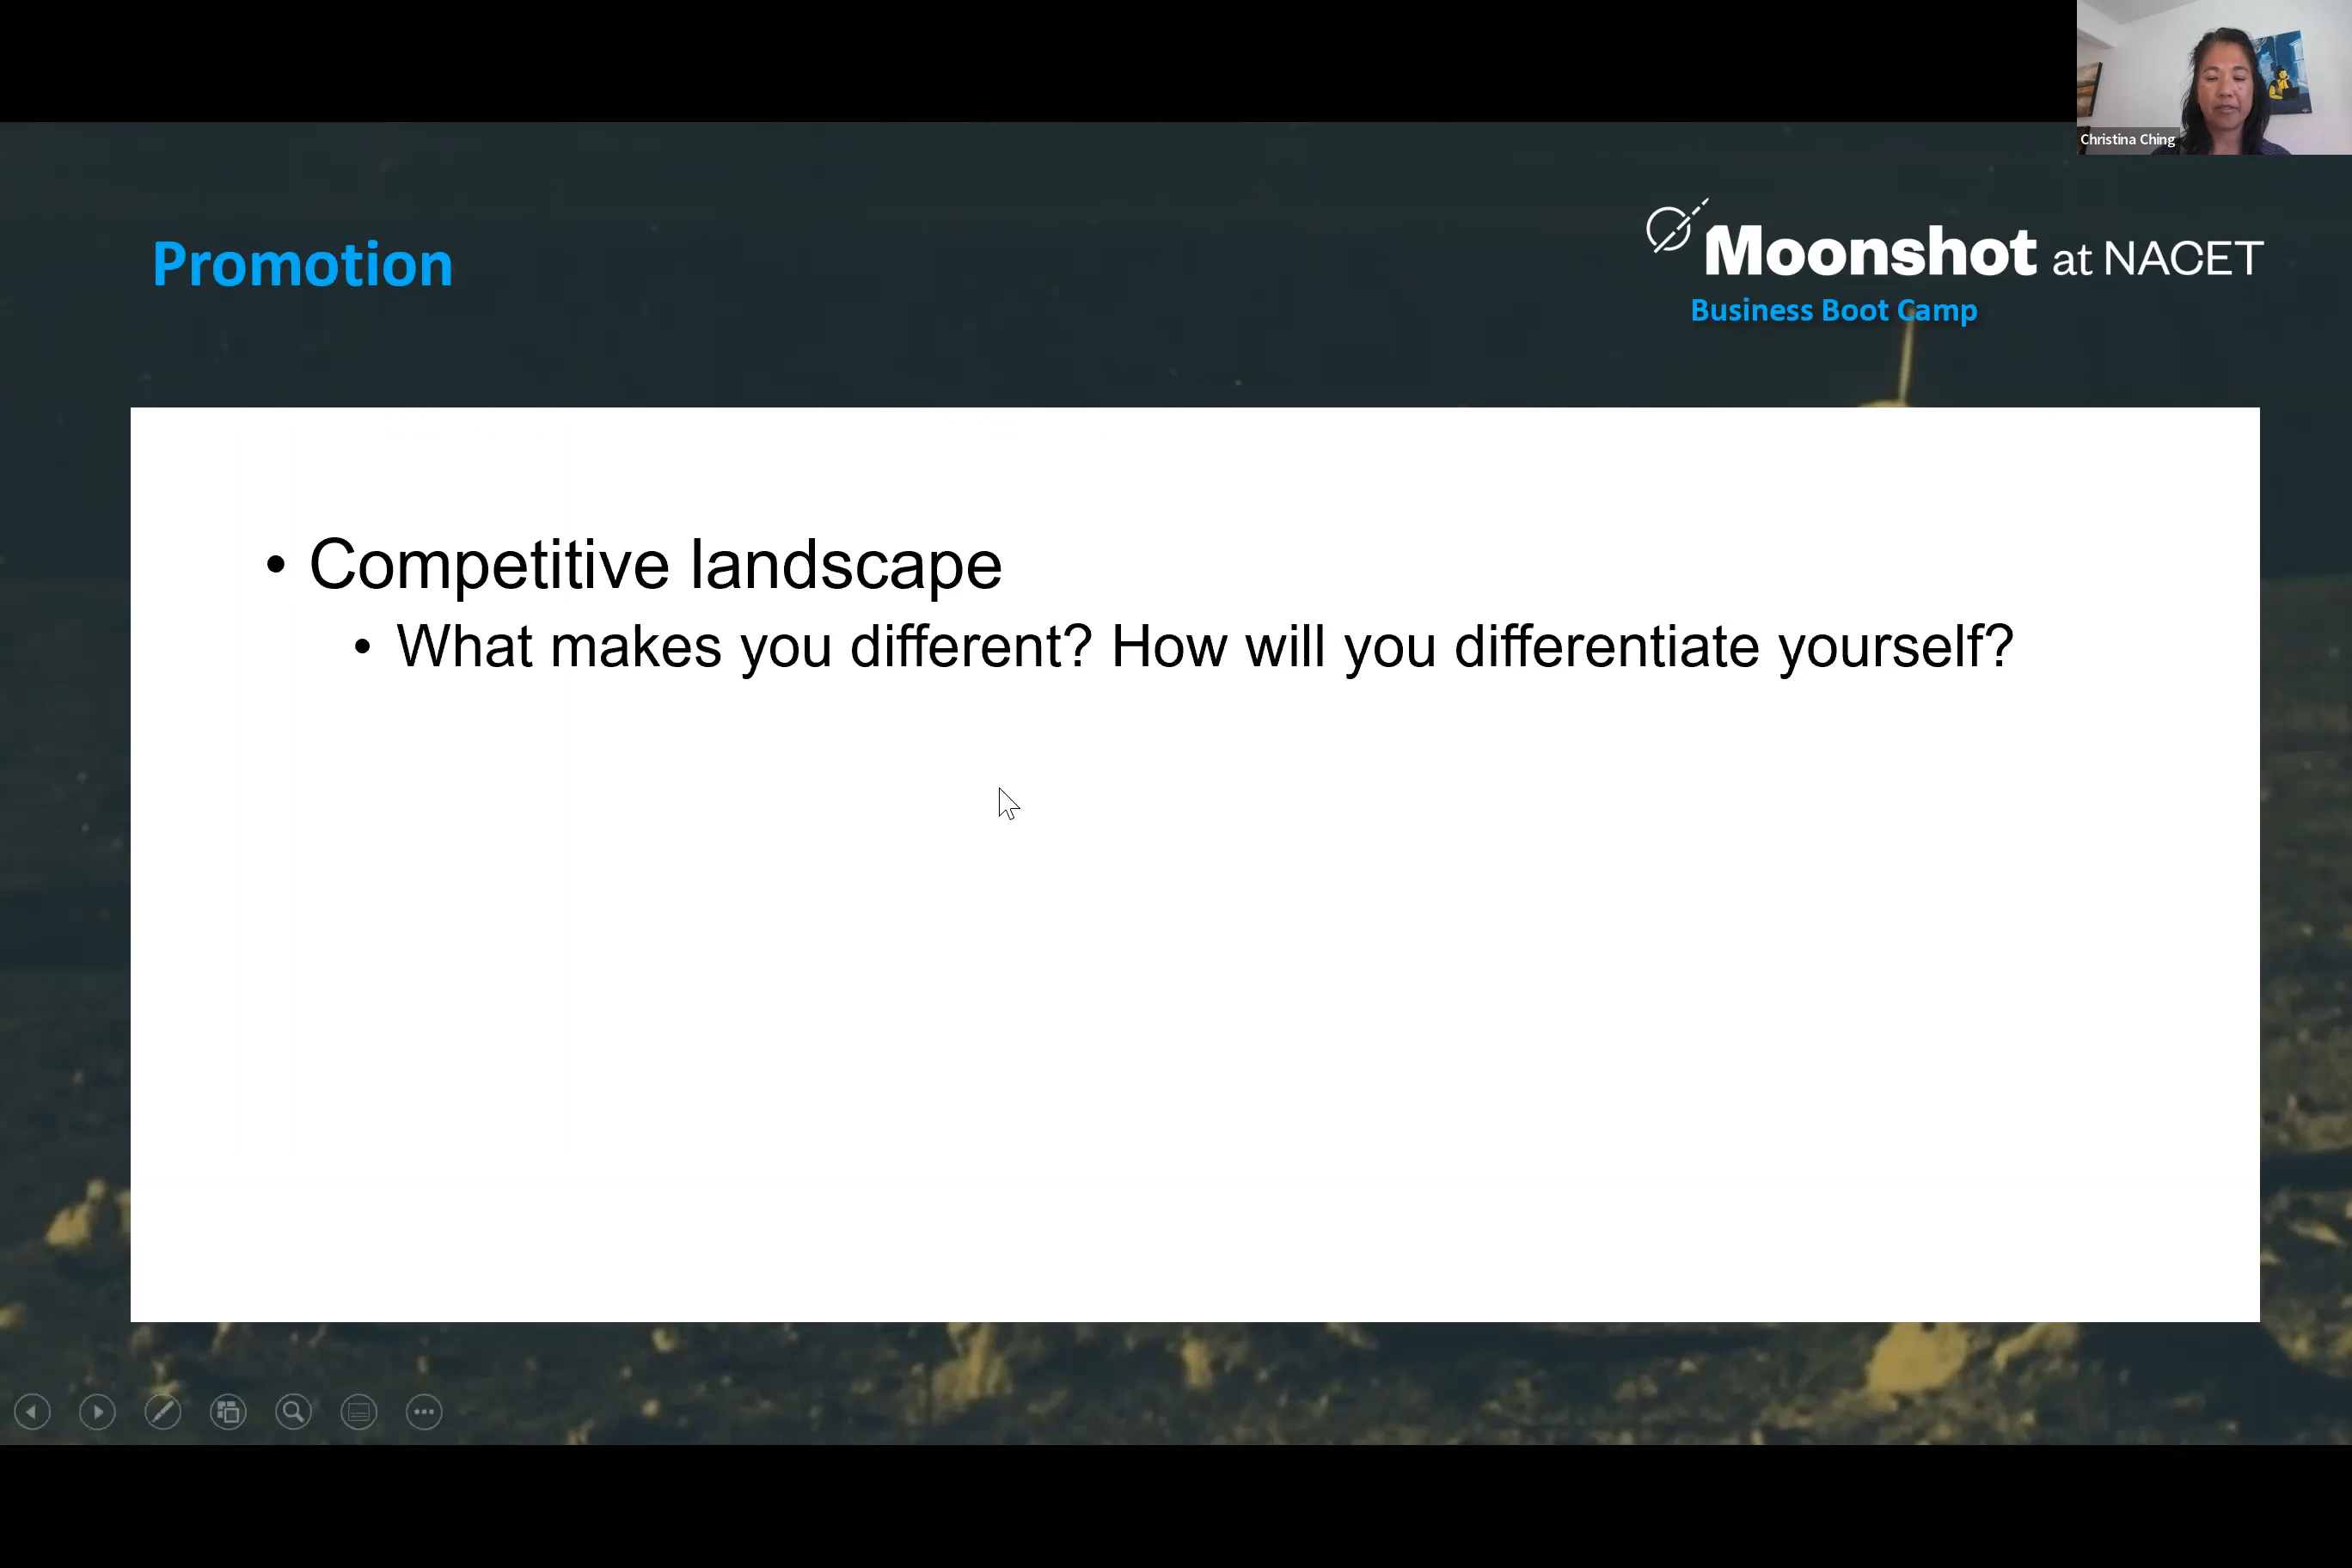 Christina Ching
Promotion
Moonshot at NACET
Business Boot Camp
• Competitive landscape
• What makes you different? How will you differentiate yourself?